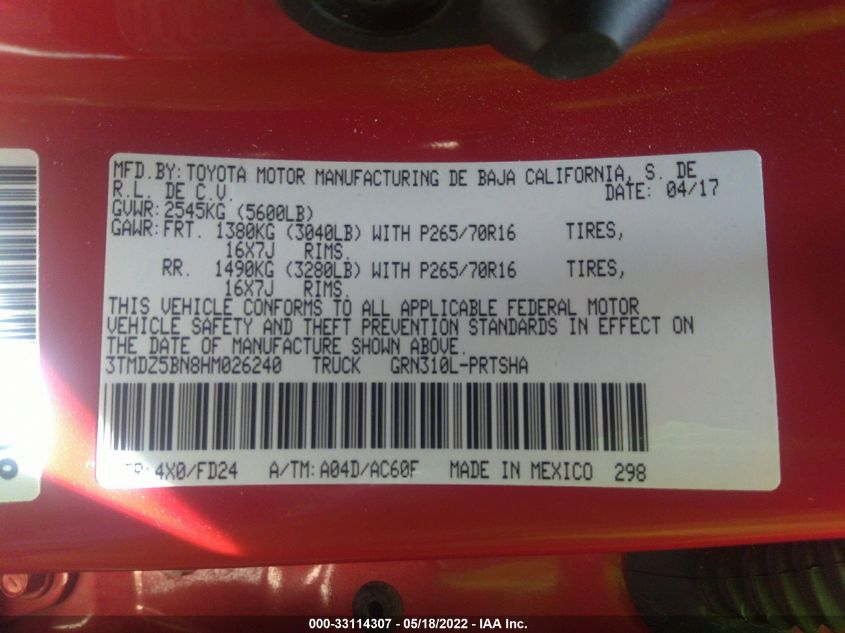 MFD.BY:TOYOTA MOTOR MANUFACTURING DE BAJA CALIFORNIA, S. DE
R.L. DE C.V. DATE: 04/17
GVWR:2545KG (5600LB)
GAWR:FRT. 1380KG (3040LB) WITH P265/70R16 TIRES,
16X7J RIMS.
RR. 1490KG (3280LB) WITH P265/70R16 TIRES,
16X7J RIMS.
THIS VEHICLE CONFORMS TO ALL APPLICABLE FEDERAL MOTOR
VEHICLE SAFETY AND THEFT PREVENTION STANDARDS IN EFFECT ON
THE DATE OF MANUFACTURE SHOWN ABOVE.
3TMDZ5BN8HM026240 TRUCK GRN310L-PRTSHA
4X0/FD24 A/TM:A04D/AC60F MADE IN MEXICO 298
000-33114307 - 05/18/2022 - IAA Inc.